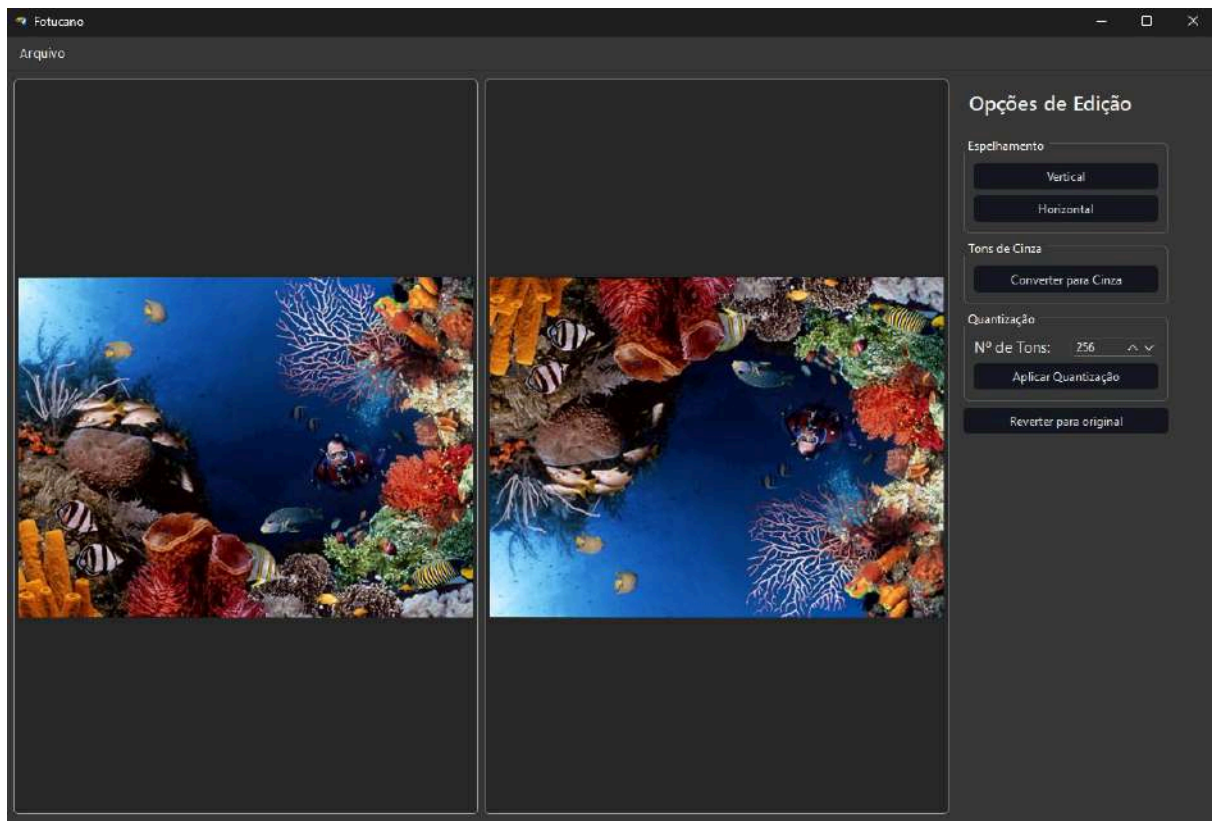 Fotucano
Arquivo
Opções de Edição
Espelhamento
Vertical
Horizontal
Tons de Cinza
Converter para Cinza
Quantização
Nº de Tons: 256
Aplicar Quantização
Reverter para original